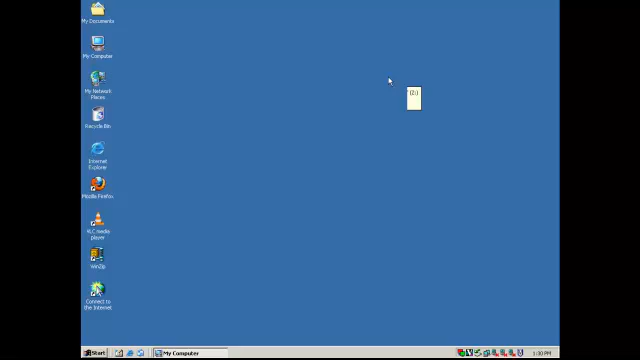 My Documents
My Computer
My Network
Places
Recycle Bin
Internet
Explorer
Mozilla Firefox
VLC media
player
WinZip
Connect to
the Internet
(Z:)
Start
My Computer
1:00 PM